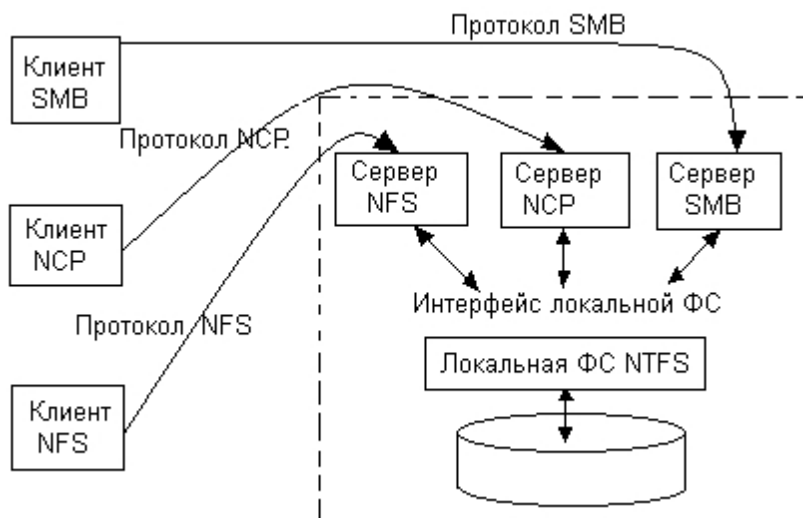 Протокол SMB
Клиент
SMB
Протокол NCP.
Сервер
NFS
Сервер
NCP
Сервер
SMB
Клиент
NCP
Интерфейс локальной ФС
Протокол NFS
Локальная ФС NTFS
Клиент
NFS